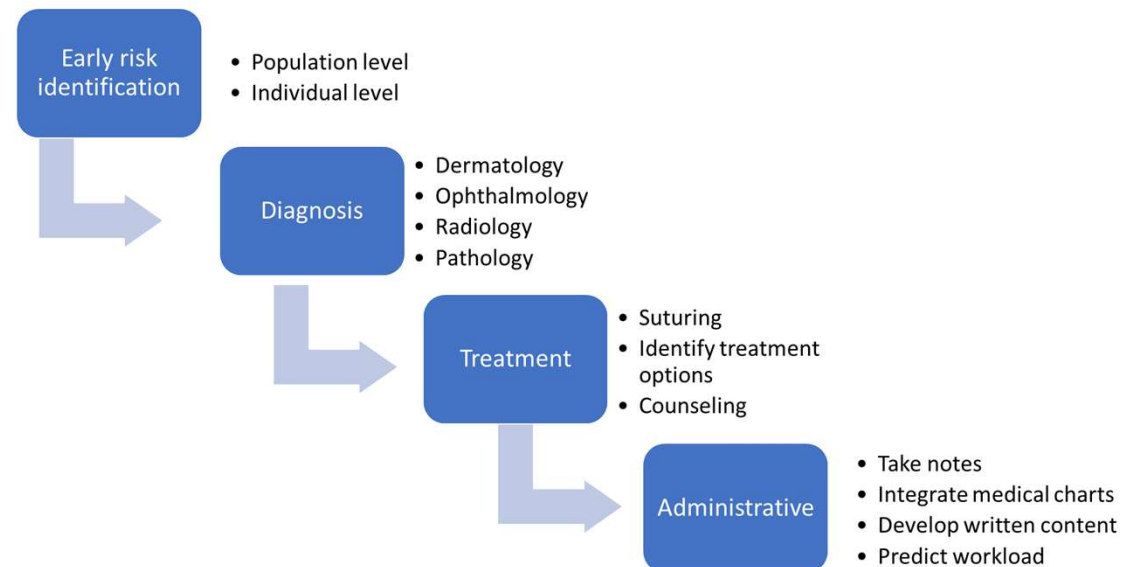 Early risk
identification
• Population level
• Individual level
Diagnosis
• Dermatology
• Ophthalmology
• Radiology
• Pathology
Treatment
• Suturing
• Identify treatment
options
• Counseling
Administrative
• Take notes
• Integrate medical charts
• Develop written content
• Predict workload